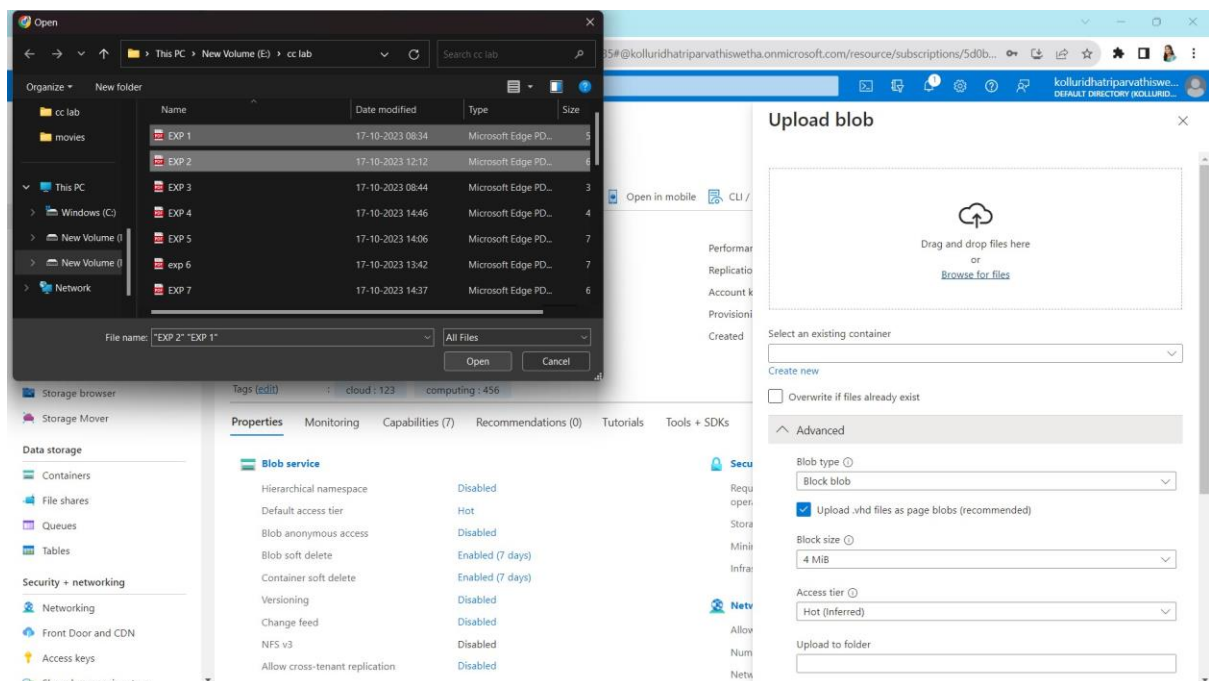 Open
This PC > New Volume (E:) > cc lab
Search cc lab
35#@kolluridhatriparvathiswetha.onmicrosoft.com/resource/subscriptions/5d0b...
Organize
New folder
kolluridhatriparvathiswe...
DEFAULT DIRECTORY (KOLLURID...
cc lab
movies
This PC
Windows (C:)
New Volume (
New Volume (
Network
Name Date modified Type Size
EXP 1 17-10-2023 08:34 Microsoft Edge PD... 5
EXP 2 17-10-2023 12:12 Microsoft Edge PD... 6
EXP 3 17-10-2023 08:44 Microsoft Edge PD... 3
EXP 4 17-10-2023 14:46 Microsoft Edge PD... 4
EXP 5 17-10-2023 14:06 Microsoft Edge PD... 7
exp 6 17-10-2023 13:42 Microsoft Edge PD... 7
EXP 7 17-10-2023 14:37 Microsoft Edge PD... 6
File name: "EXP 2" "EXP 1"
All Files
Open
Cancel
Open in mobile
CLI /
Performan
Replicatio
Account k
Provisioni
Created
Storage browser
Storage Mover
Data storage
Containers
File shares
Queues
Tables
Security + networking
Networking
Front Door and CDN
Access keys
Tags (edit) : cloud : 123 computing : 456
Properties Monitoring Capabilities (7) Recommendations (0) Tutorials Tools + SDKs
Blob service
Hierarchical namespace Disabled
Default access tier Hot
Blob anonymous access Disabled
Blob soft delete Enabled (7 days)
Container soft delete Enabled (7 days)
Versioning Disabled
Change feed Disabled
NFS v3 Disabled
Allow cross-tenant replication Disabled
Secu
Requ
oper
Stora
Mini
Infra
Netw
Allow
Num
Netw
Upload blob
Drag and drop files here
or
Browse for files
Select an existing container
Create new
Overwrite if files already exist
Advanced
Blob type
Block blob
Upload .vhd files as page blobs (recommended)
Block size
4 MiB
Access tier
Hot (Inferred)
Upload to folder